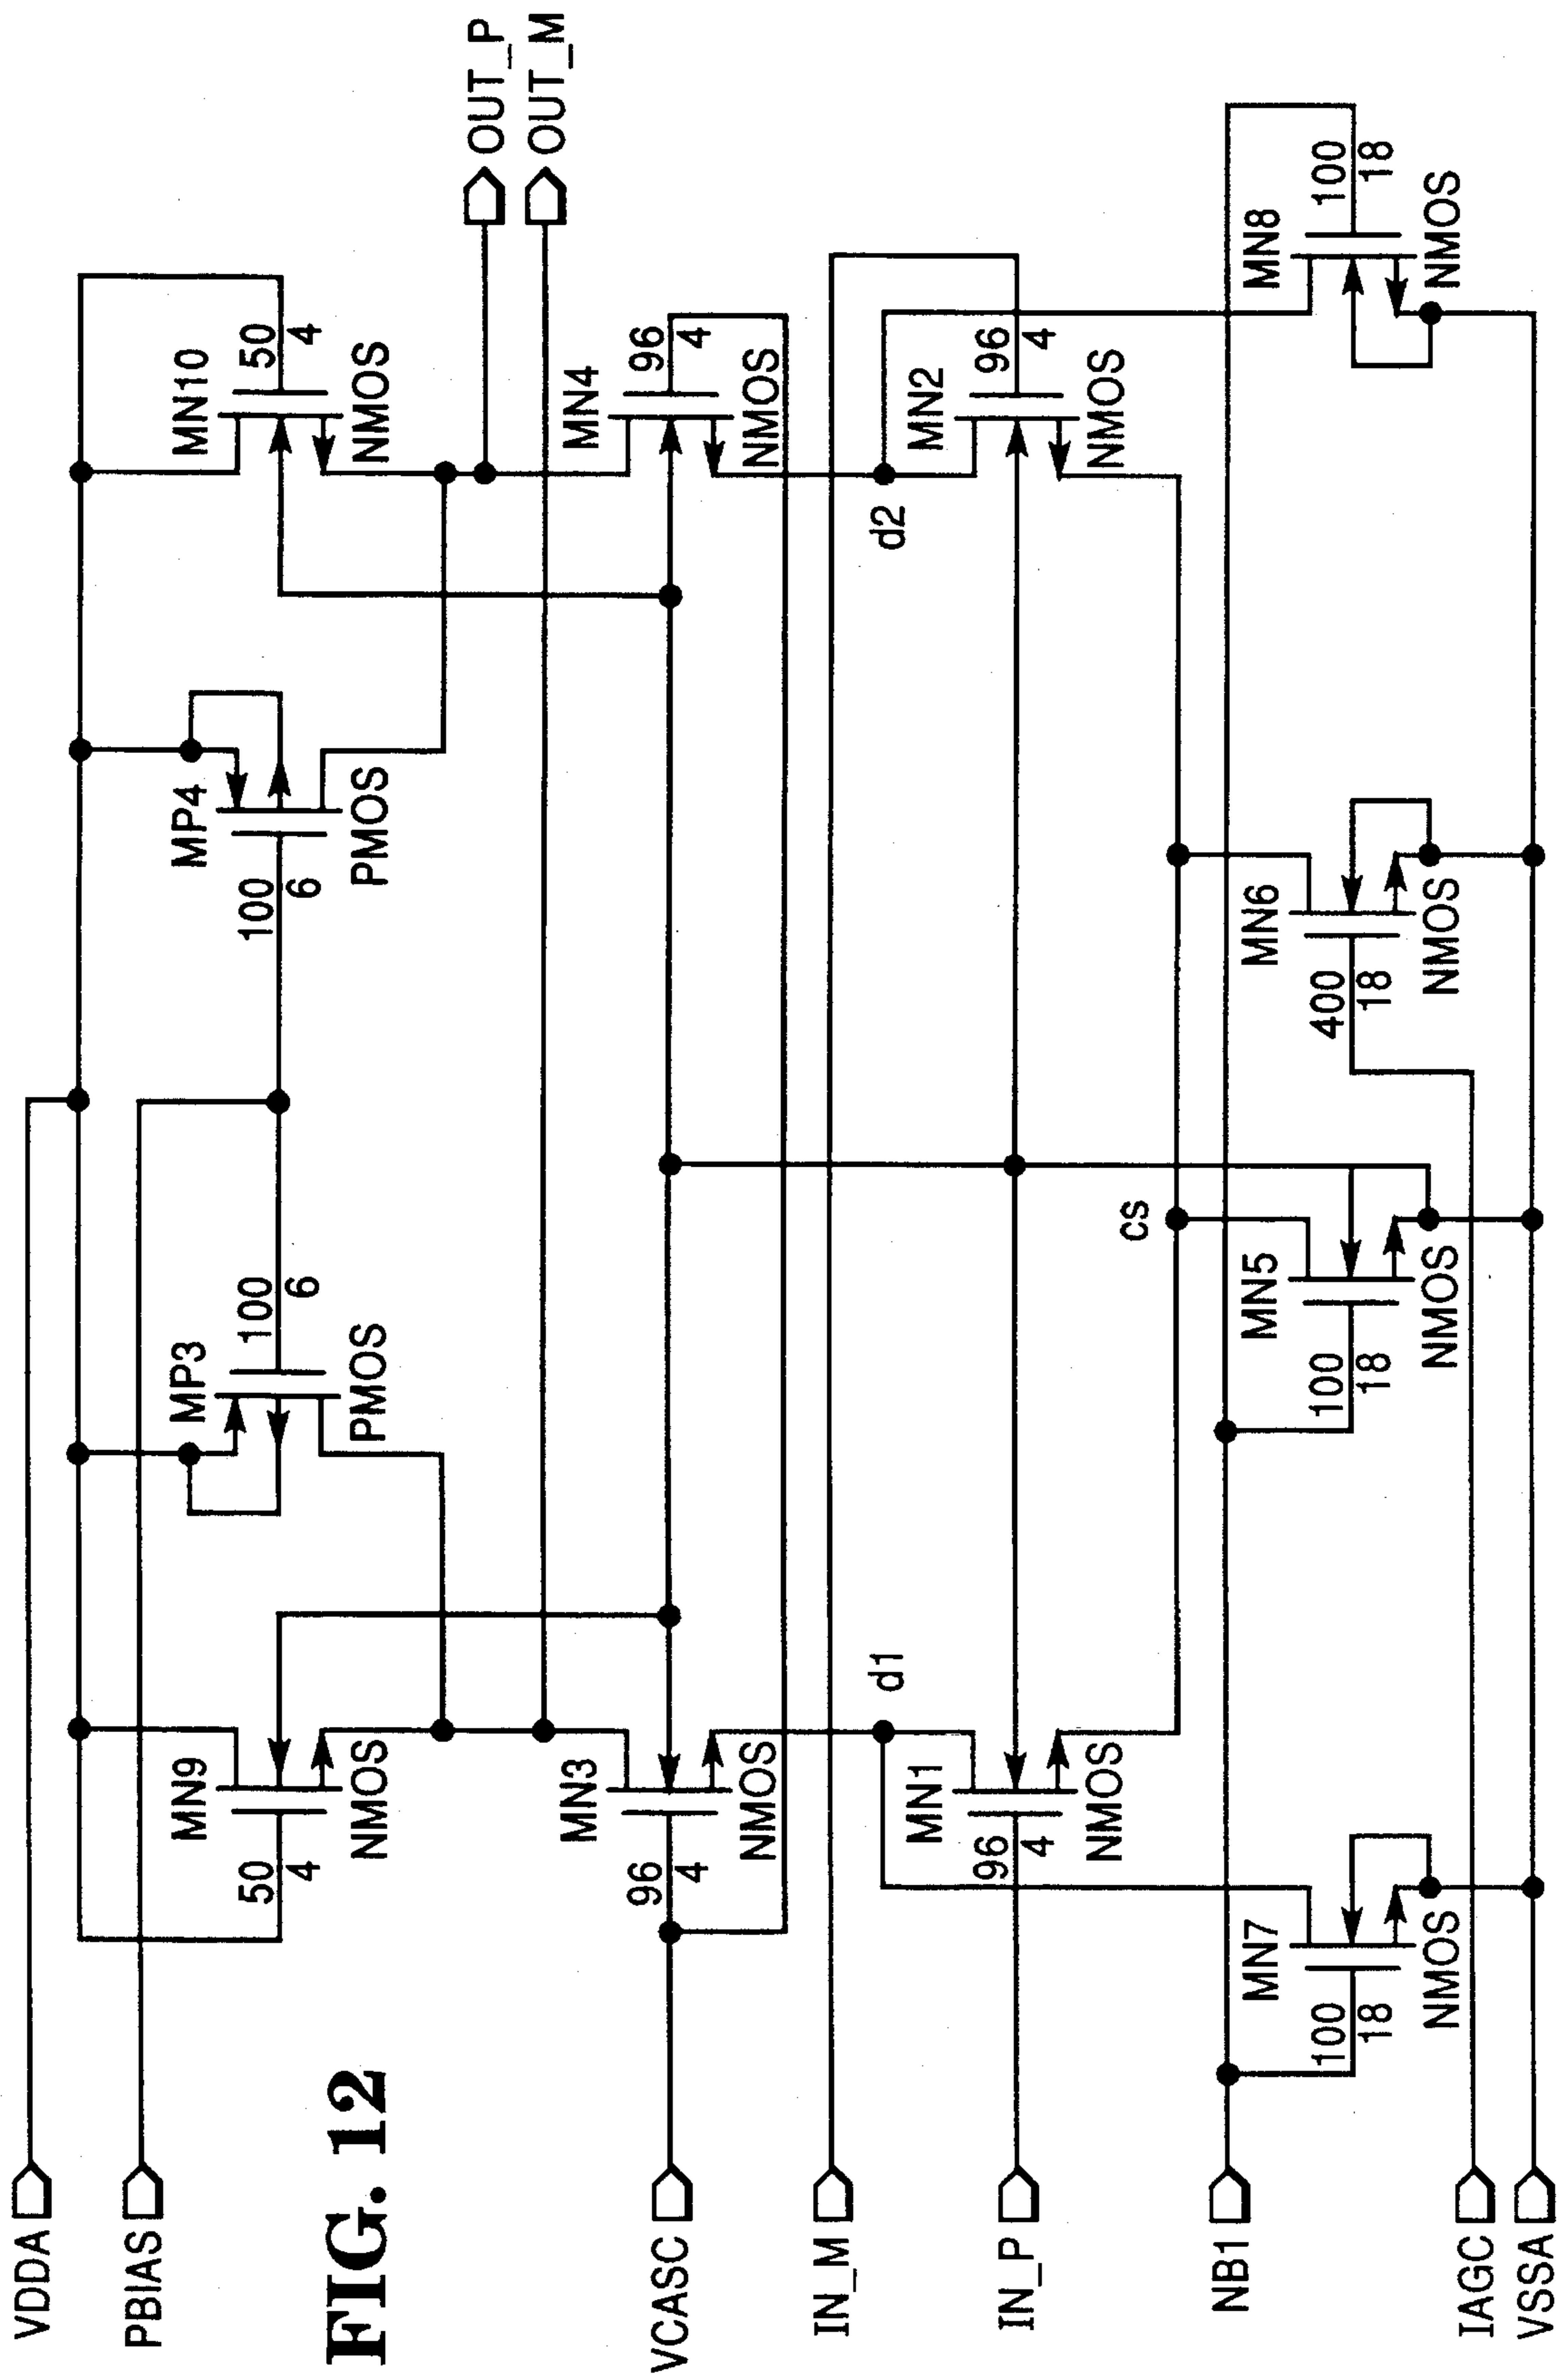 FIG. 12
VDDA
PBIAS
VCASC
IN_M
IN_P
NB1
IAGC
VSSA
OUT_P
OUT_M
MN9
50
4
NMOS
MP3
100
6
PMOS
MP4
100
6
PMOS
MN10
50
4
NMOS
MN3
96
4
NMOS
MN4
96
4
NMOS
d1
d2
MN1
96
4
NMOS
MN2
96
4
NMOS
cs
MN7
100
18
NMOS
MN5
100
18
NMOS
MN6
400
18
NMOS
MN8
100
18
NMOS